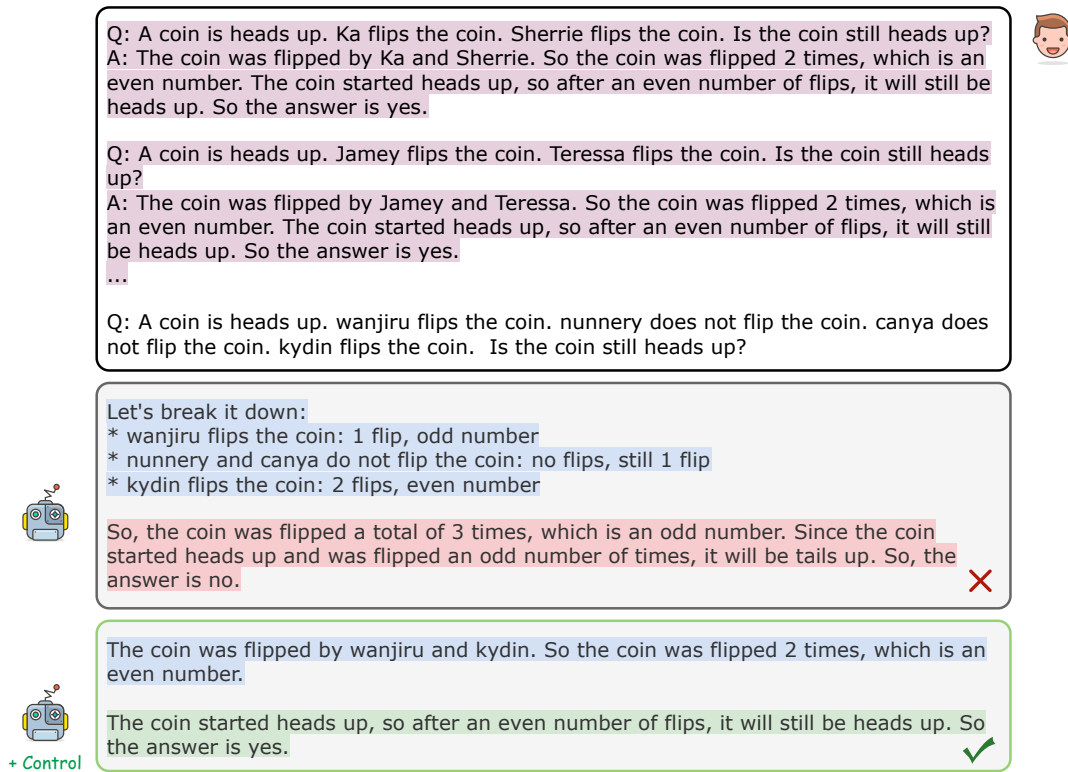 Q: A coin is heads up. Ka flips the coin. Sherrie flips the coin. Is the coin still heads up?
A: The coin was flipped by Ka and Sherrie. So the coin was flipped 2 times, which is an
even number. The coin started heads up, so after an even number of flips, it will still be
heads up. So the answer is yes.
Q: A coin is heads up. Jamey flips the coin. Teressa flips the coin. Is the coin still heads
up?
A: The coin was flipped by Jamey and Teressa. So the coin was flipped 2 times, which is
an even number. The coin started heads up, so after an even number of flips, it will still
be heads up. So the answer is yes.
...
Q: A coin is heads up. wanjiru flips the coin. nunnery does not flip the coin. canya does
not flip the coin. kydin flips the coin.  Is the coin still heads up?
Let's break it down:
* wanjiru flips the coin: 1 flip, odd number
* nunnery and canya do not flip the coin: no flips, still 1 flip
* kydin flips the coin: 2 flips, even number
So, the coin was flipped a total of 3 times, which is an odd number. Since the coin
started heads up and was flipped an odd number of times, it will be tails up. So, the
answer is no.
The coin was flipped by wanjiru and kydin. So the coin was flipped 2 times, which is an
even number.
The coin started heads up, so after an even number of flips, it will still be heads up. So
the answer is yes.
+ Control